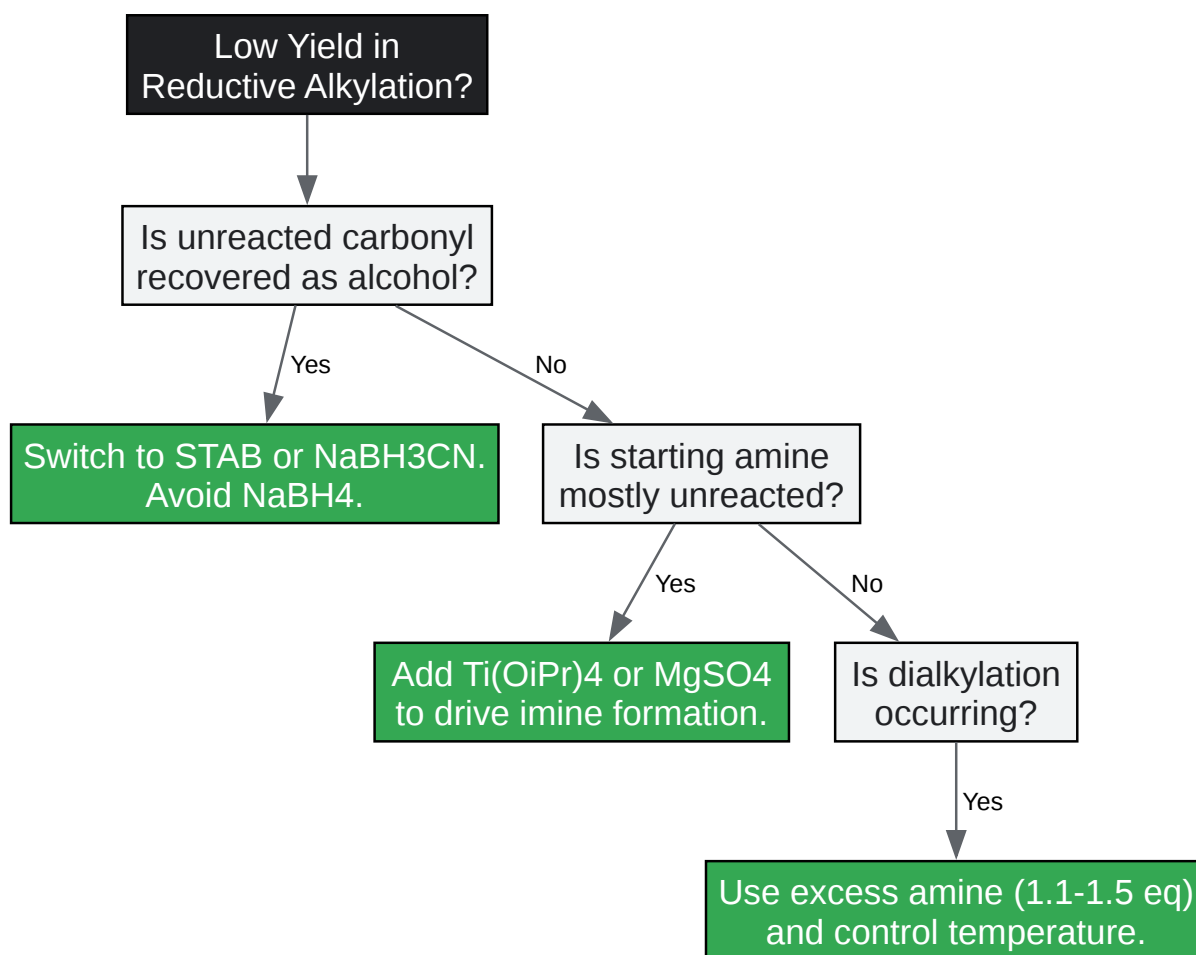 Low Yield in
Reductive Alkylation?
Is unreacted carbonyl
recovered as alcohol?
Yes
No
Switch to STAB or NaBH3CN.
Avoid NaBH4.
Is starting amine
mostly unreacted?
Yes
No
Add Ti(OiPr)4 or MgSO4
to drive imine formation.
Is dialkylation
occurring?
Yes
Use excess amine (1.1-1.5 eq)
and control temperature.